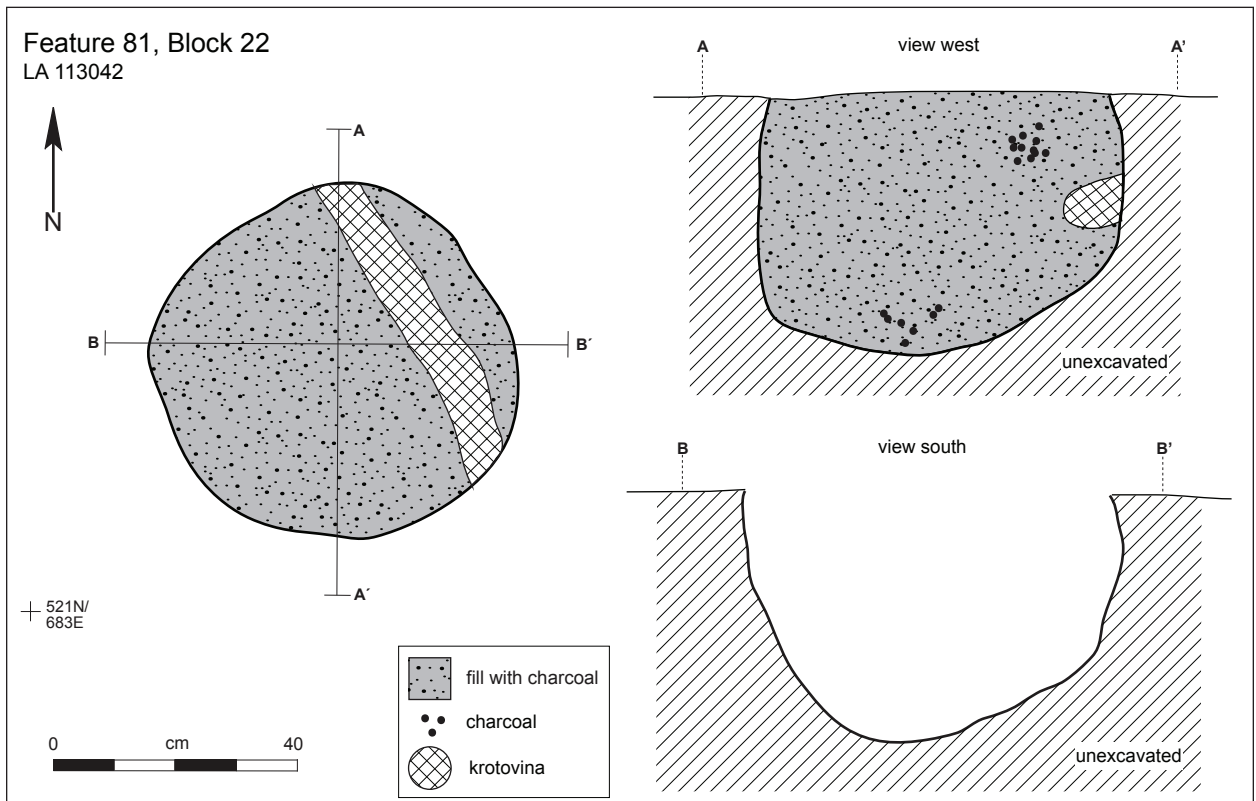 Feature 81, Block 22
LA 113042
N
A
A´
B
B´
521N/
683E
0 cm 40
fill with charcoal
charcoal
krotovina
A view west A’
unexcavated
B view south B’
unexcavated